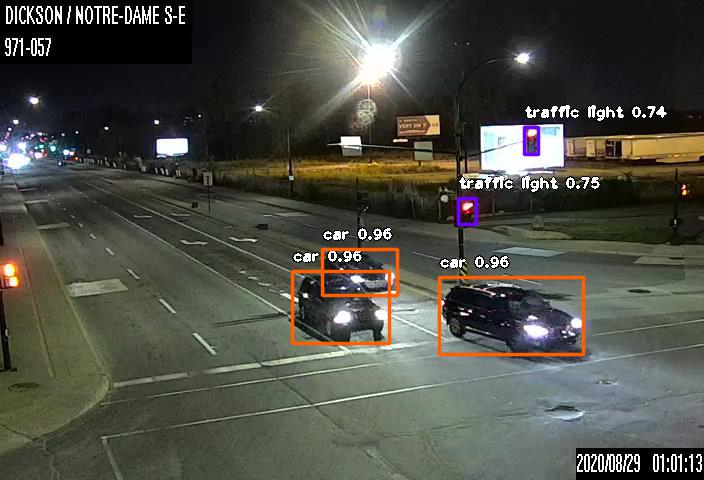 DICKSON / NOTRE-DAME S-E
971-057
traffic light 0.74
traffic light 0.75
car 0.96
car 0.96
car 0.96
2020/08/29 01:01:13